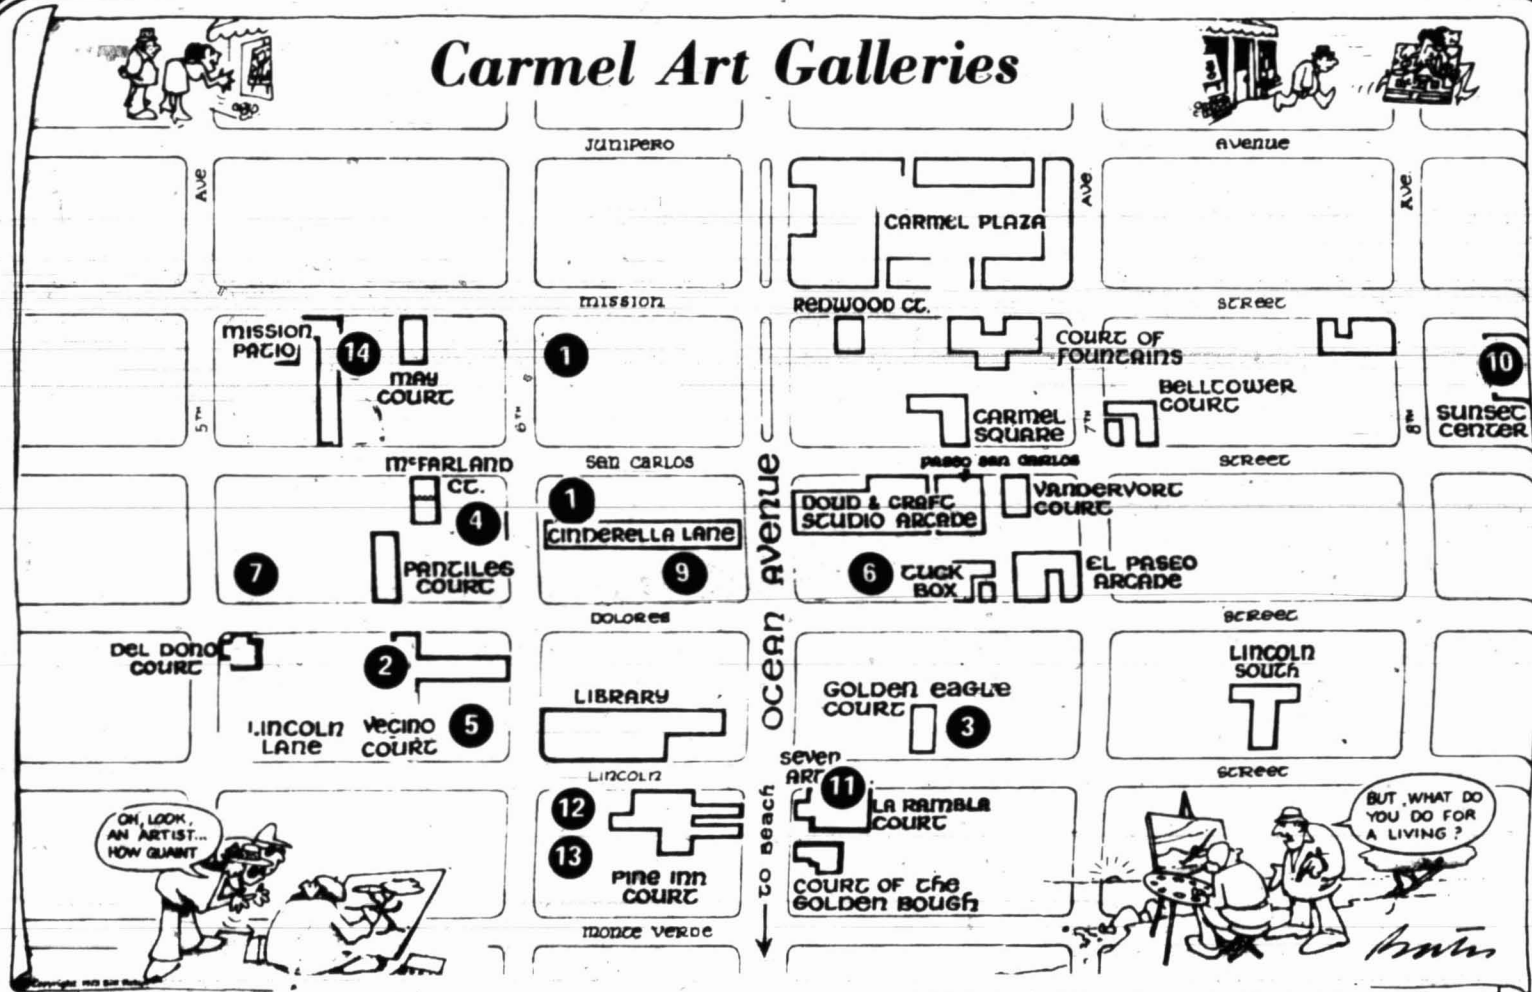 Carmel Art Galleries
JUNIPERO
AVENUE
AVE
AVE.
AVE.
CARMEL PLAZA
MISSION
REDWOOD CT.
STREET
MISSION
PATIO
14
MAY
COURT
1
COURT OF
FOUNTAINS
10
BELLTOWER
COURT
SUNSET
CENTER
CARMEL
SQUARE
5TH
6TH
7TH
8TH
McFARLAND
CT.
SAN CARLOS
PASEO SAN CARLOS
STREET
4
1
CINDERELLA LANE
DOUD & CRAFT
STUDIO ARCADE
VANDERVORT
COURT
7
PANTILES
COURT
9
6
TUCK
BOX
EL PASEO
ARCADE
DOLORES
STREET
OCEAN AVENUE
DEL DONO
COURT
2
LINCOLN
LANE
VECINO
COURT
5
LIBRARY
GOLDEN EAGLE
COURT
3
LINCOLN
SOUTH
LINCOLN
STREET
SEVEN
ART
11
12
13
PINE INN
COURT
LA RAMBLA
COURT
COURT OF THE
GOLDEN BOUGH
TO BEACH
MONTE VERDE
OH, LOOK,
AN ARTIST...
HOW QUAINT
BUT, WHAT DO
YOU DO FOR
A LIVING?
Copyright 1973 Bill